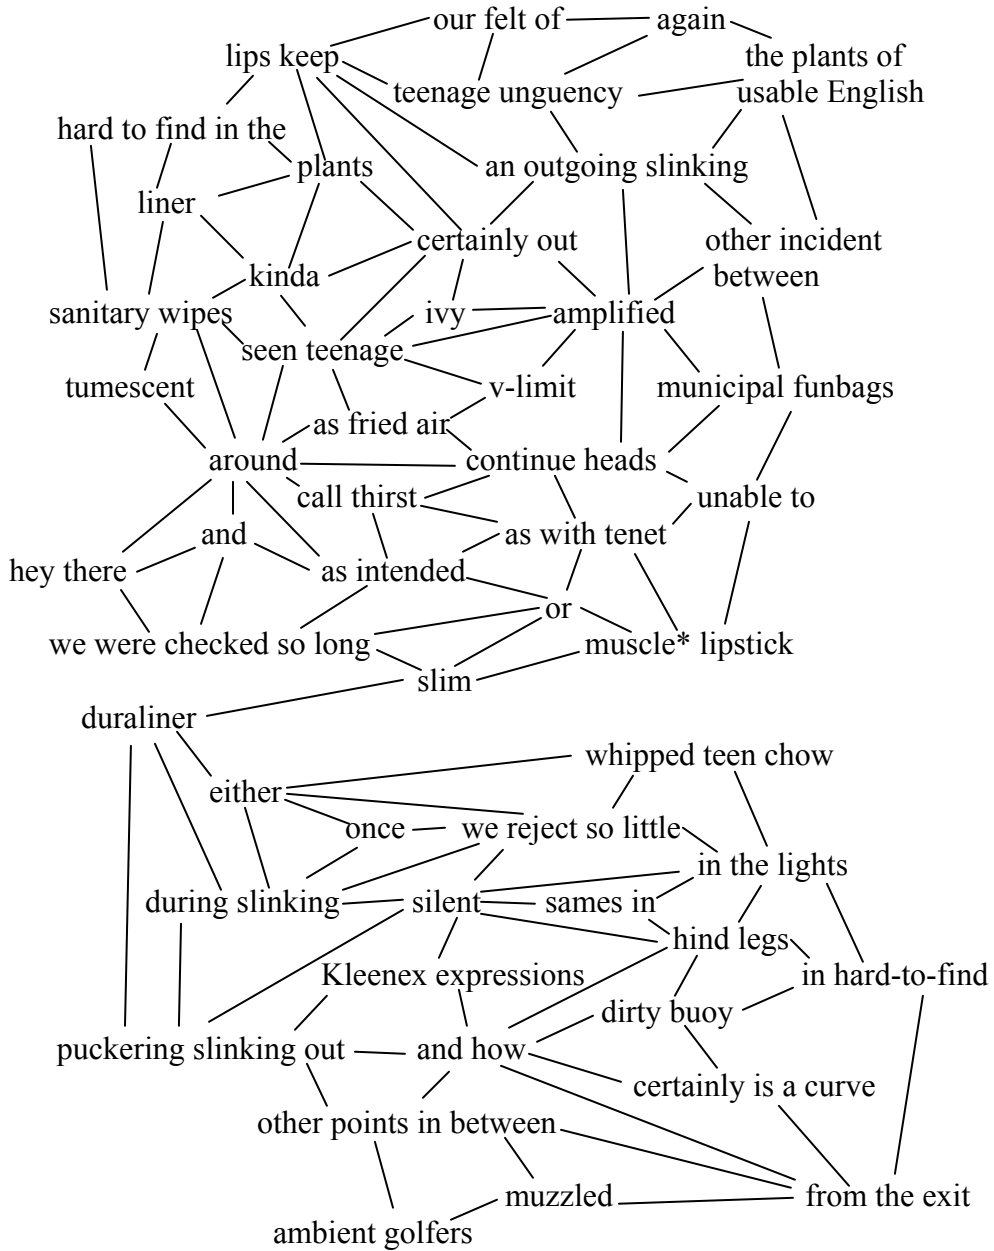 our felt of
again
lips keep
the plants of
teenage unguency
usable English
hard to find in the
plants
an outgoing slinking
liner
certainly out
other incident
kinda
between
sanitary wipes
ivy
amplified
seen teenage
tumescent
v-limit
municipal funbags
as fried air
around
continue heads
call thirst
unable to
and
as with tenet
hey there
as intended
or
we were checked so long
muscle* lipstick
slim
duraliner
whipped teen chow
either
once
we reject so little
in the lights
during slinking
silent
sames in
hind legs
Kleenex expressions
in hard-to-find
dirty buoy
puckering slinking out
and how
certainly is a curve
other points in between
muzzled
from the exit
ambient golfers